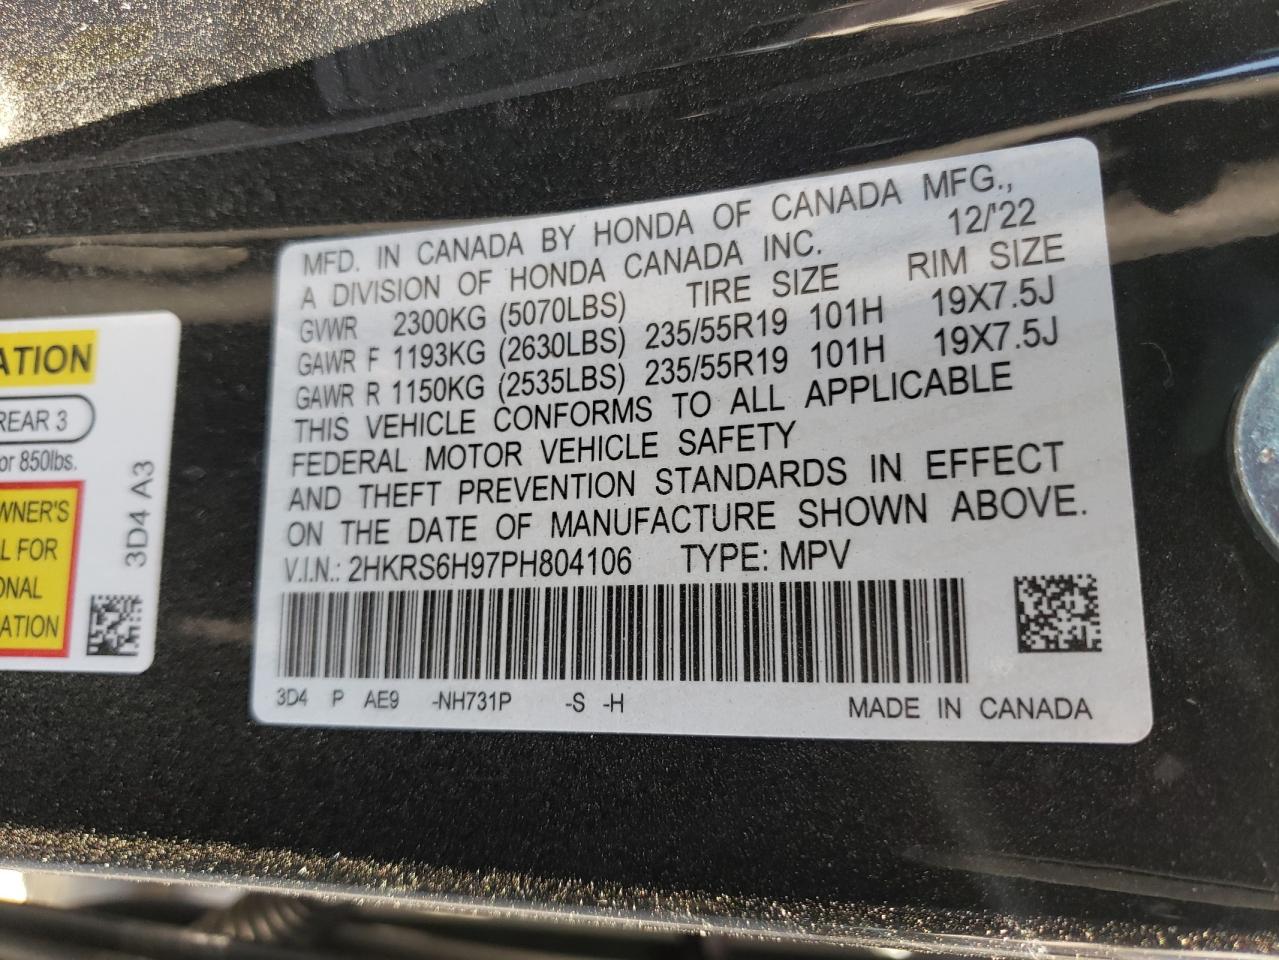 MFD. IN CANADA BY HONDA OF CANADA MFG.,
A DIVISION OF HONDA CANADA INC. 12/'22
GVWR 2300KG (5070LBS) TIRE SIZE RIM SIZE
GAWR F 1193KG (2630LBS) 235/55R19 101H 19X7.5J
GAWR R 1150KG (2535LBS) 235/55R19 101H 19X7.5J
THIS VEHICLE CONFORMS TO ALL APPLICABLE
FEDERAL MOTOR VEHICLE SAFETY
AND THEFT PREVENTION STANDARDS IN EFFECT
ON THE DATE OF MANUFACTURE SHOWN ABOVE.
V.I.N.: 2HKRS6H97PH804106 TYPE: MPV
3D4 P AE9 -NH731P -S -H MADE IN CANADA
ATION
REAR 3
or 850lbs.
WNER'S
L FOR
ONAL
ATION
3D4 A3